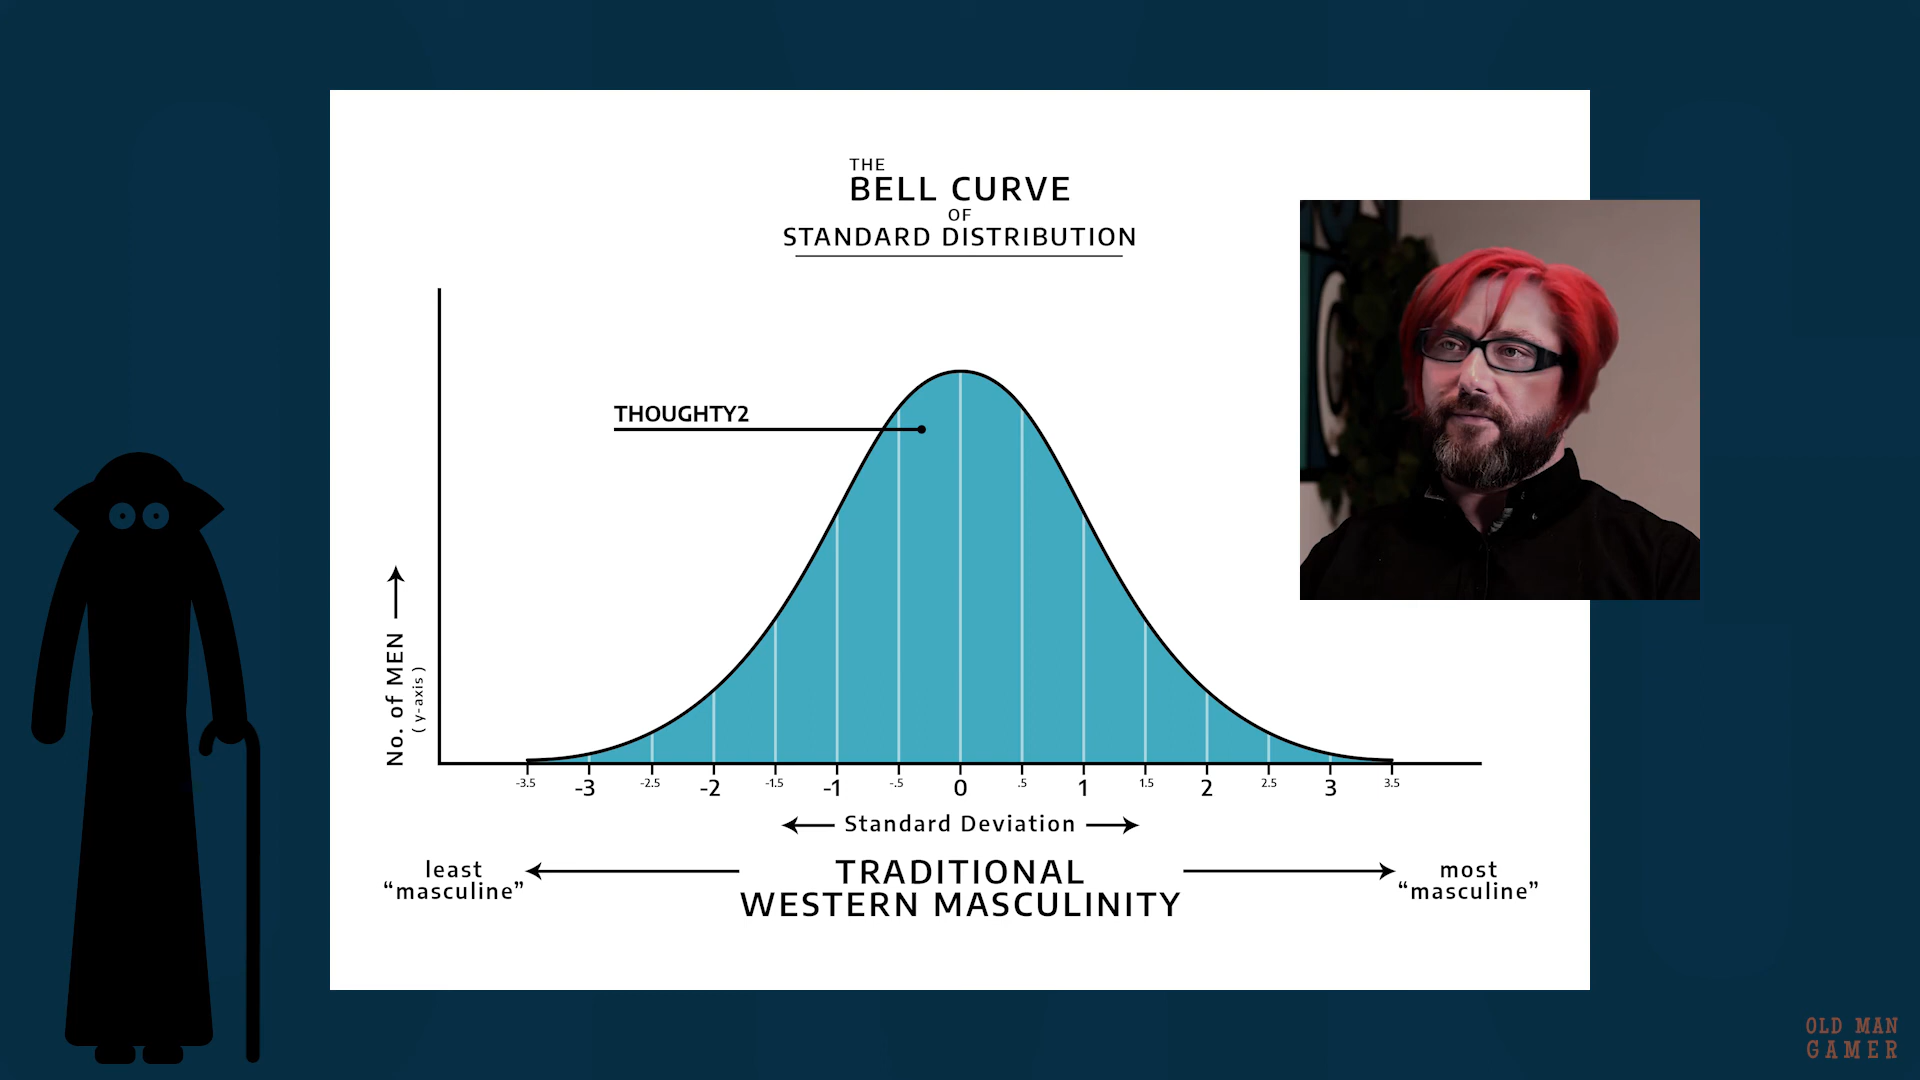 THE
BELL CURVE
OF
STANDARD DISTRIBUTION
THOUGHTY2
No. of MEN
( y-axis )
-3.5 -3 -2.5 -2 -1.5 -1 -.5 0 .5 1 1.5 2 2.5 3 3.5
Standard Deviation
least
“masculine”
TRADITIONAL
WESTERN MASCULINITY
most
“masculine”
OLD MAN
GAMER